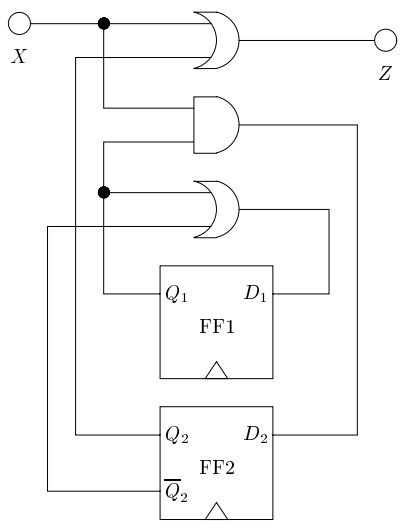 X
Z
Q₁ D₁
FF1
Q₂ D₂
FF2
Q̅₂